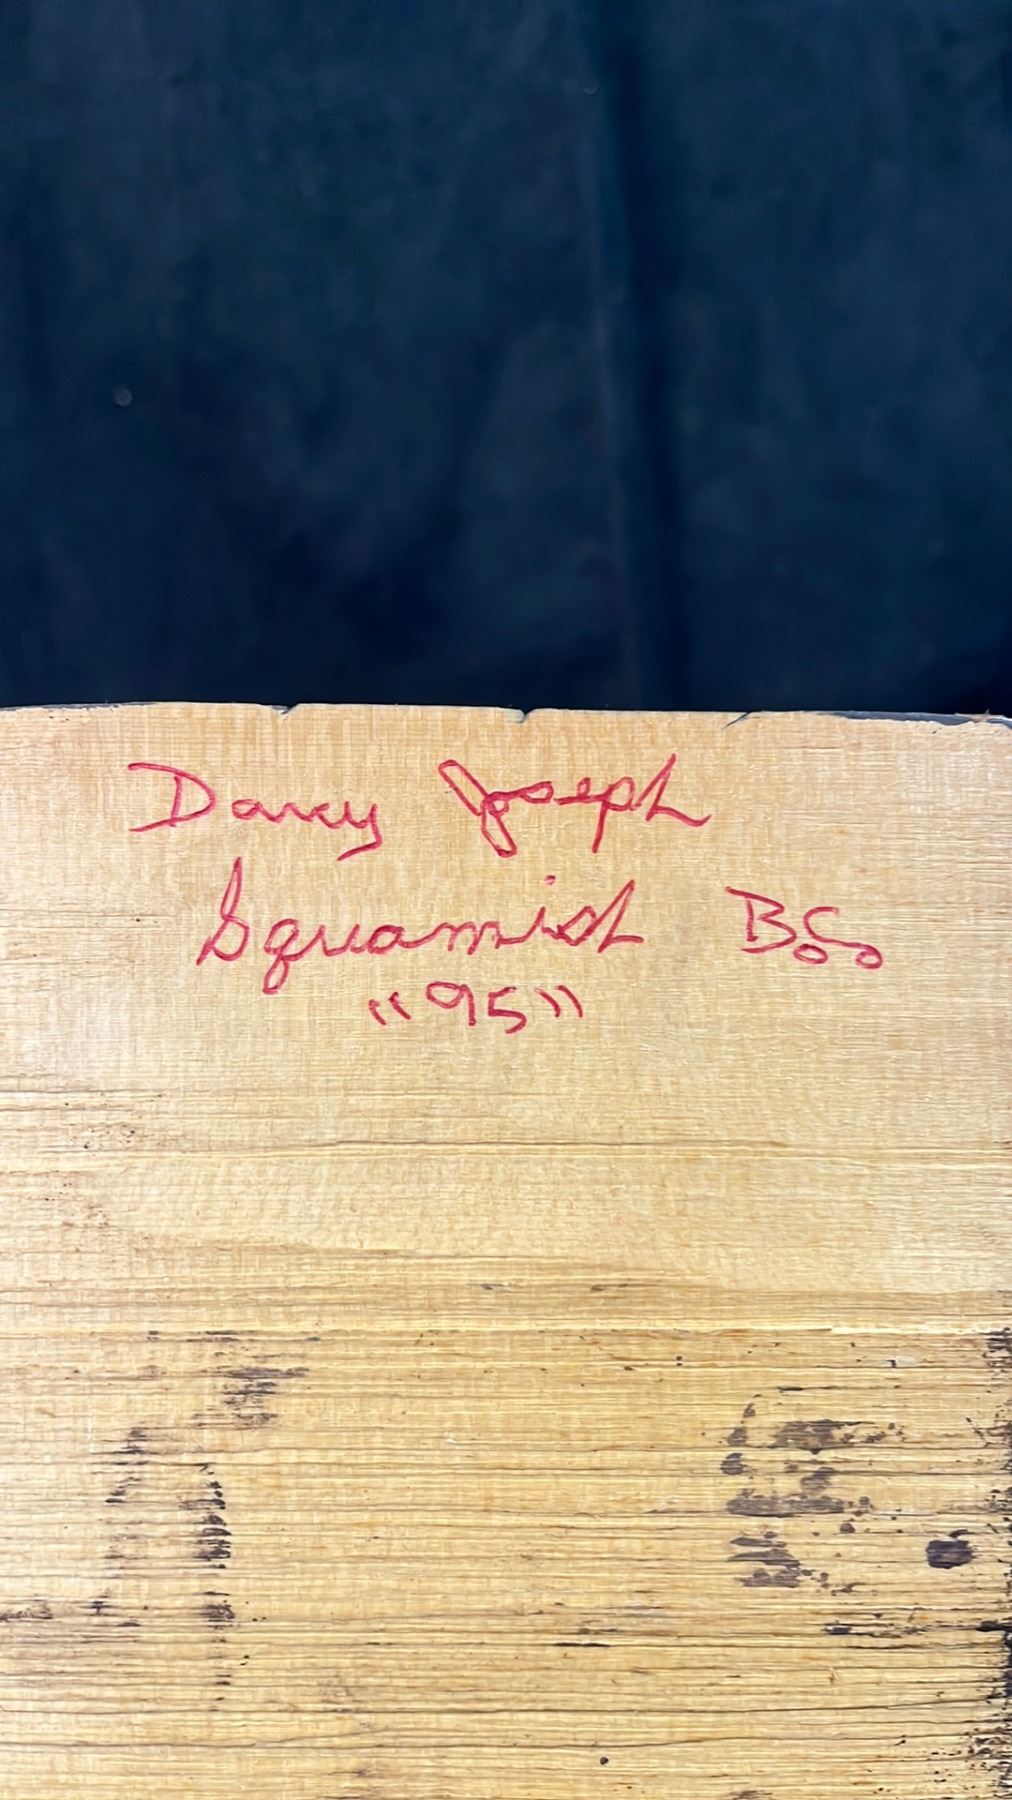 Darcy Joseph
Squamish B.C.
"95"